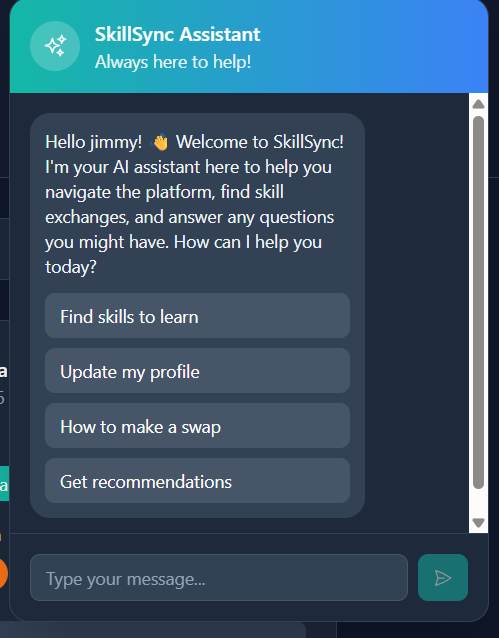 SkillSync Assistant
Always here to help!
Hello jimmy! 👋 Welcome to SkillSync!
I'm your AI assistant here to help you
navigate the platform, find skill
exchanges, and answer any questions
you might have. How can I help you
today?
Find skills to learn
Update my profile
How to make a swap
Get recommendations
Type your message...